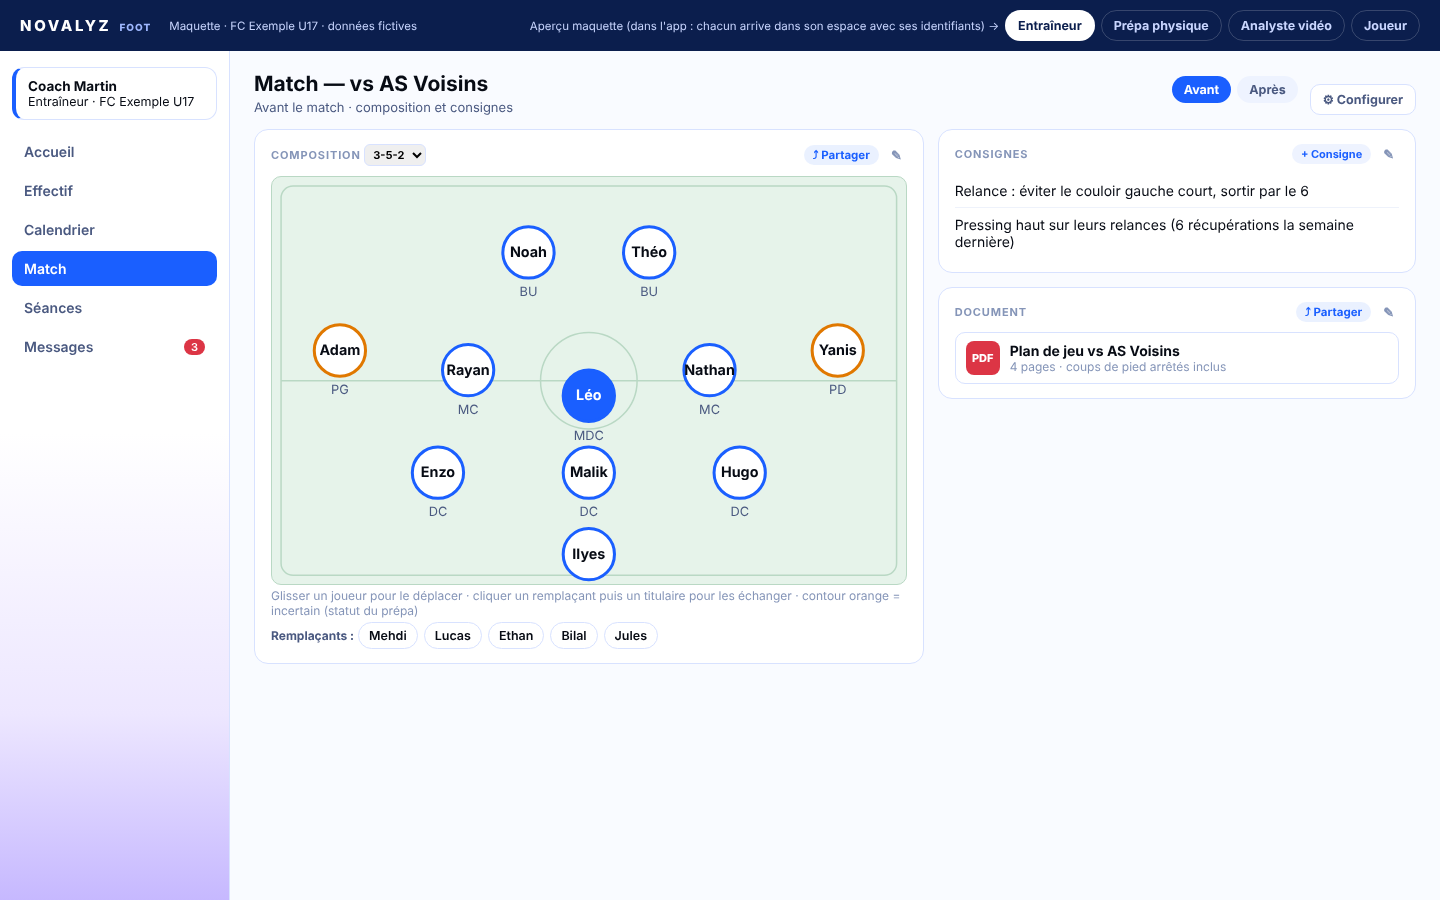 NOVALYZ FOOT Maquette · FC Exemple U17 · données fictives
Aperçu maquette (dans l'app : chacun arrive dans son espace avec ses identifiants) → Entraîneur Prépa physique Analyste vidéo Joueur
Coach Martin
Entraîneur · FC Exemple U17
Accueil
Effectif
Calendrier
Match
Séances
Messages 3
Match — vs AS Voisins
Avant le match · composition et consignes
Avant Après ⚙ Configurer
COMPOSITION 3-5-2 ⤴ Partager ✎
Noah Théo
BU BU
Adam Yanis
PG PD
Rayan Nathan
MC MC
Léo
MDC
Enzo Malik Hugo
DC DC DC
Ilyes
Glisser un joueur pour le déplacer · cliquer un remplaçant puis un titulaire pour les échanger · contour orange =
incertain (statut du prépa)
Remplaçants : Mehdi Lucas Ethan Bilal Jules
CONSIGNES + Consigne ✎
Relance : éviter le couloir gauche court, sortir par le 6
Pressing haut sur leurs relances (6 récupérations la semaine
dernière)
DOCUMENT ⤴ Partager ✎
PDF Plan de jeu vs AS Voisins
4 pages · coups de pied arrêtés inclus